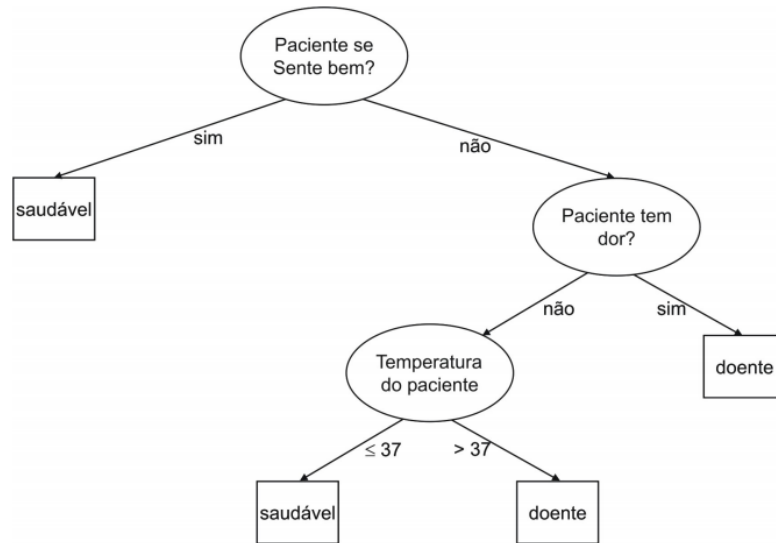 Paciente se
Sente bem?
sim
não
saudável
Paciente tem
dor?
não
sim
Temperatura
do paciente
doente
≤ 37
> 37
saudável
doente